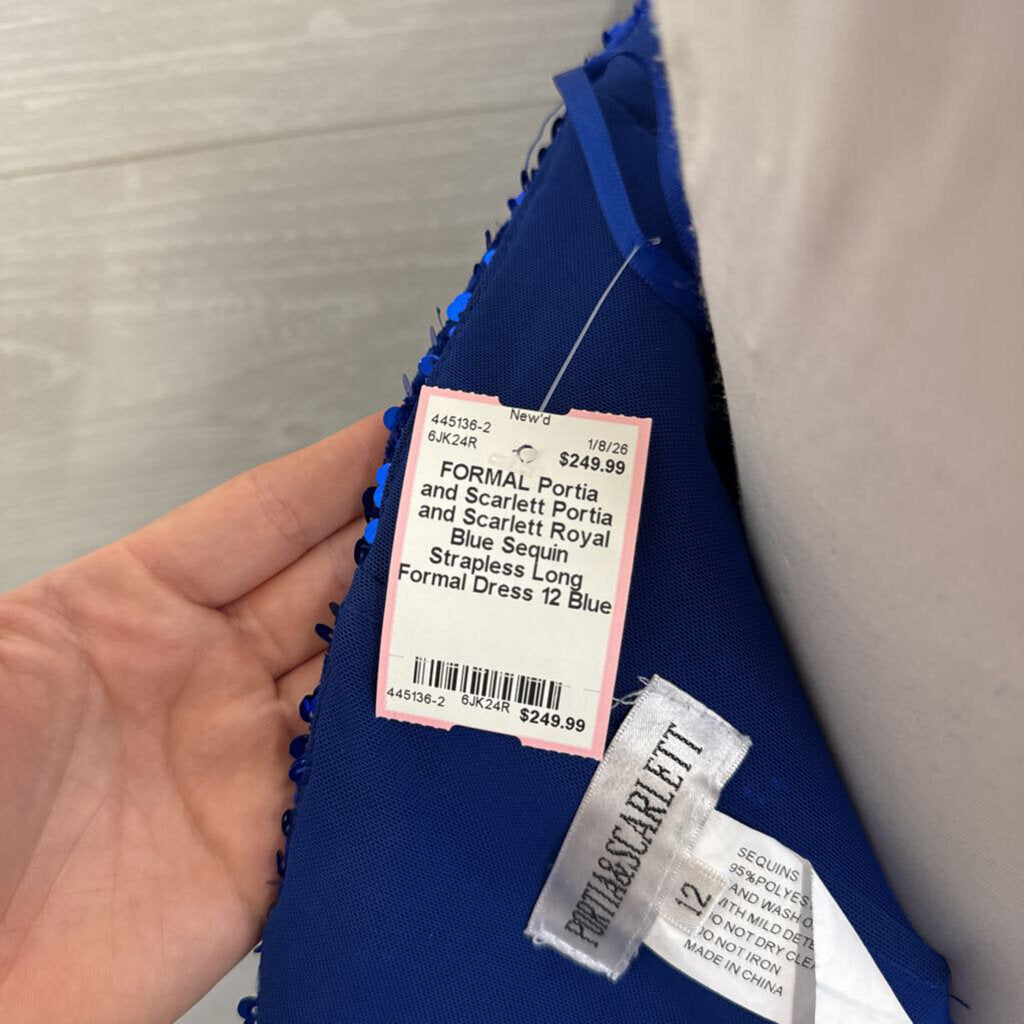 New'd
445136-2
6JK24R
1/8/26
$249.99
FORMAL Portia
and Scarlett Portia
and Scarlett Royal
Blue Sequin
Strapless Long
Formal Dress 12 Blue
445136-2 6JK24R $249.99
PORTIA&SCARLETT
12
SEQUINS
95%POLYES
AND WASH O
WITH MILD DETE
DO NOT DRY CLEA
DO NOT IRON
MADE IN CHINA